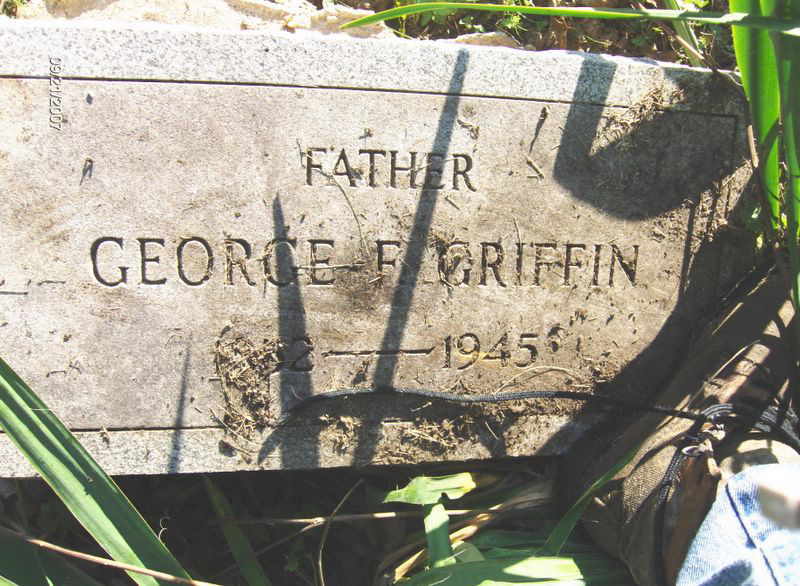 FATHER
GEORGE F. GRIFFIN
1945
09/21/2007